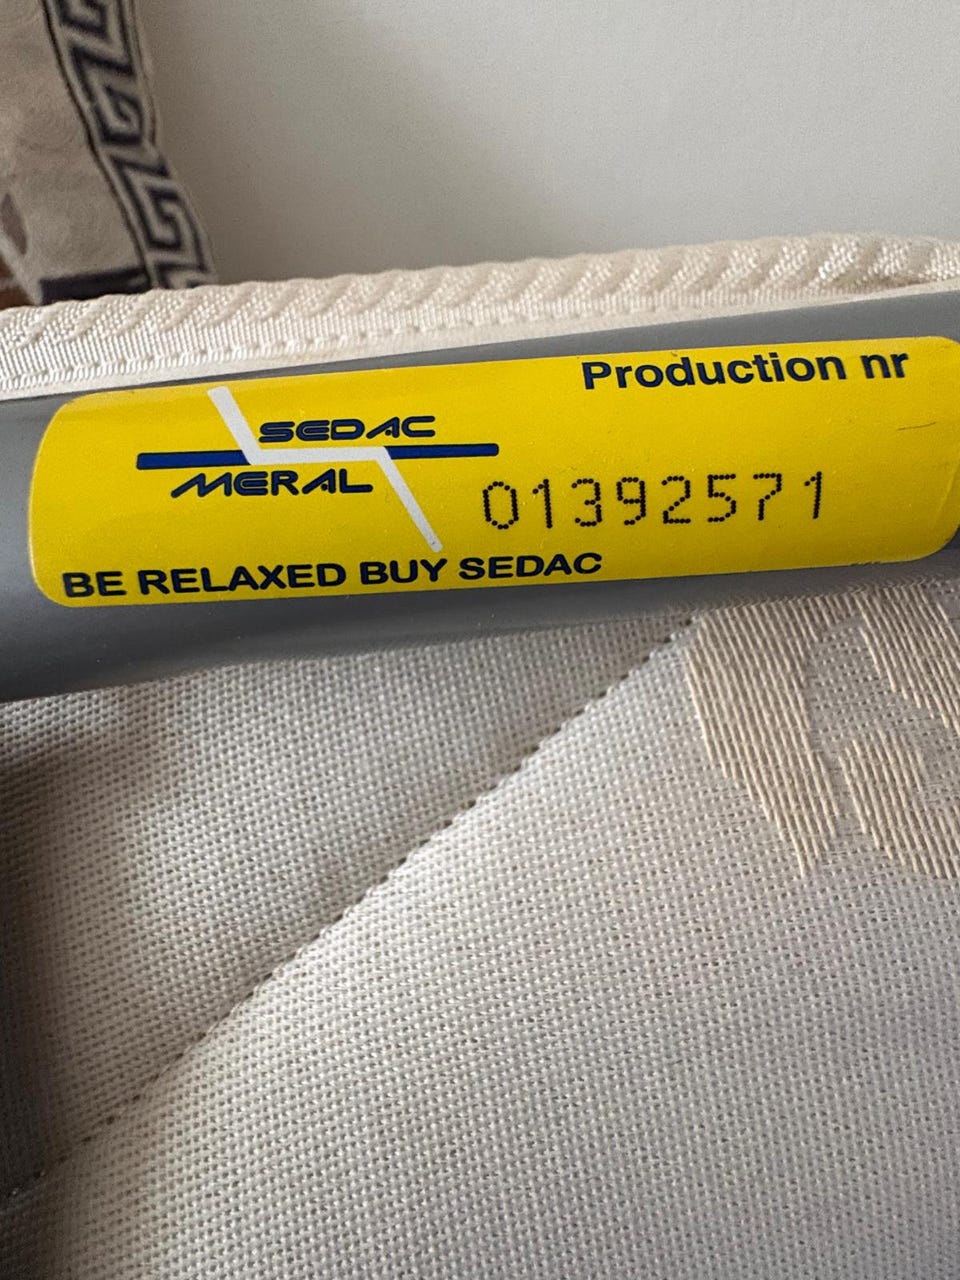 Production nr
SEDAC
MERAL
01392571
BE RELAXED BUY SEDAC